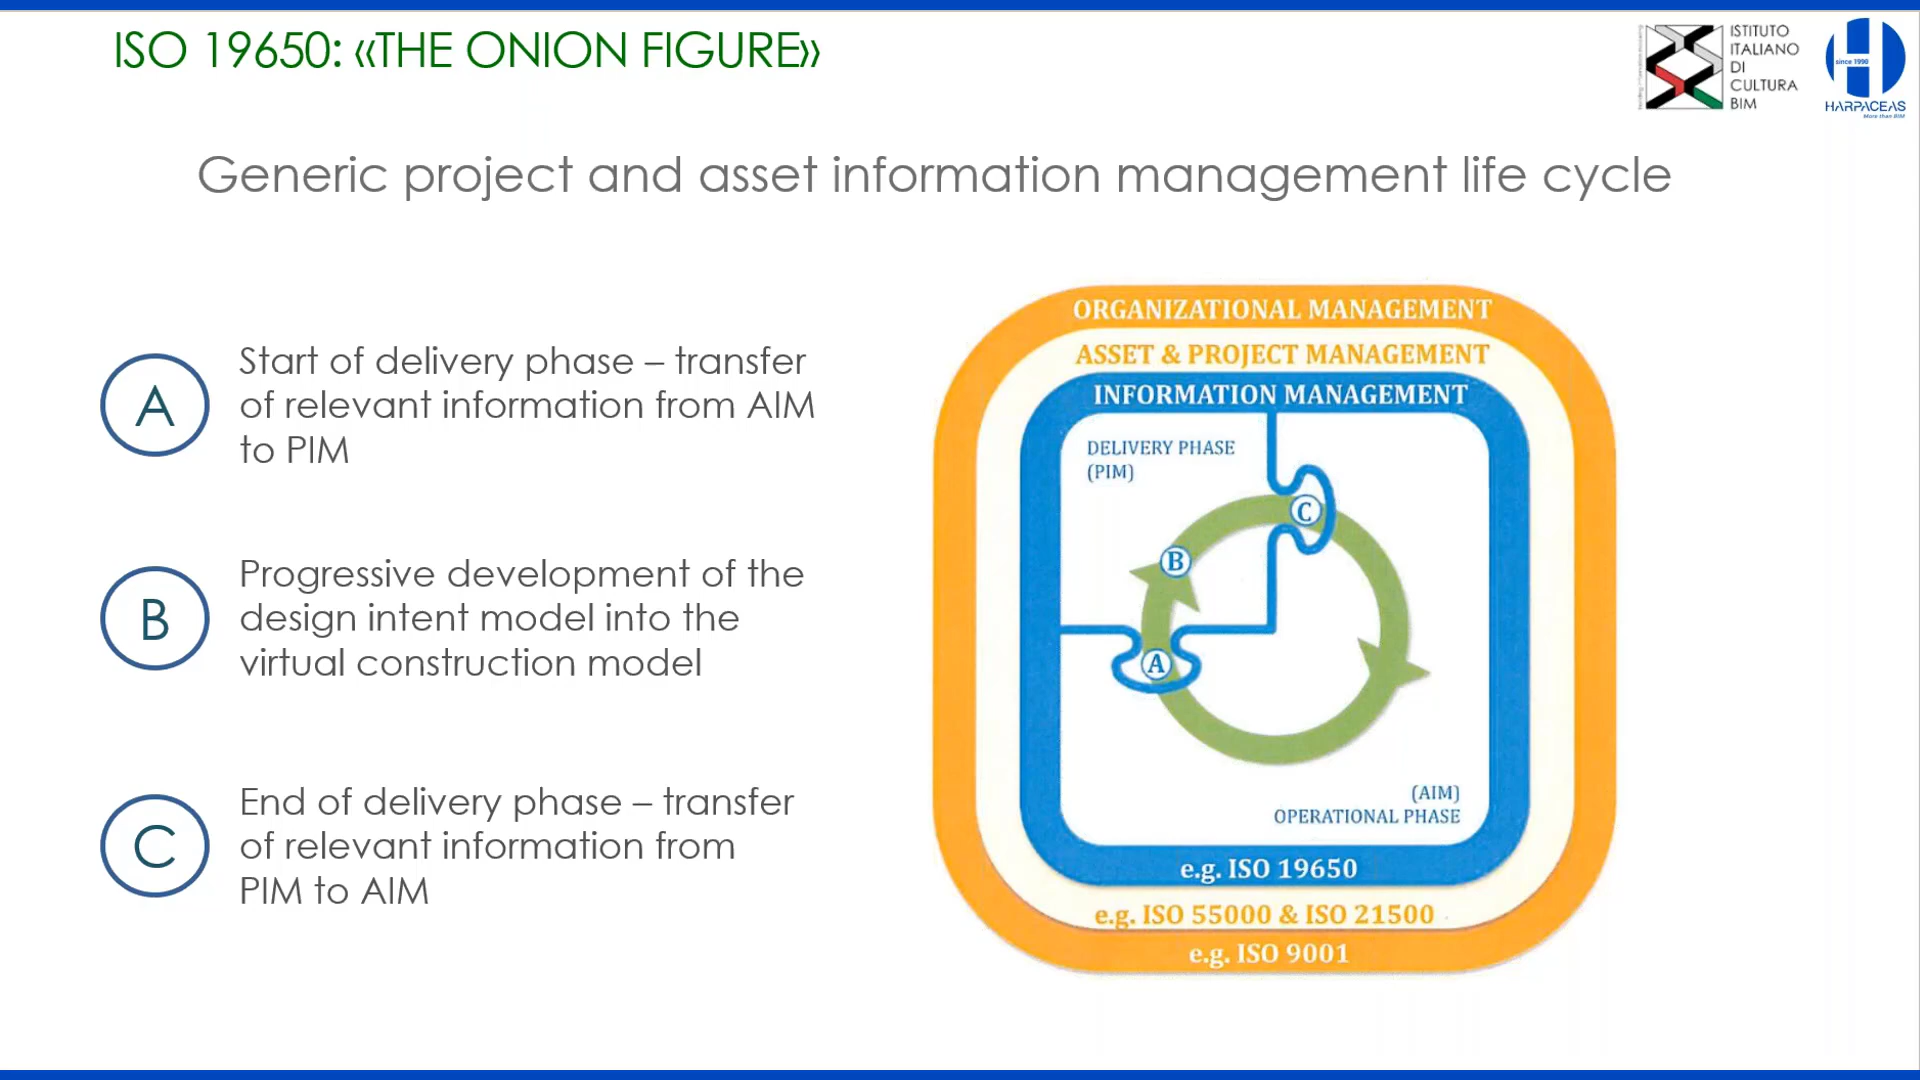 ISO 19650: «THE ONION FIGURE»
ISTITUTO
ITALIANO
DI
CULTURA
BIM
since 1990
HARPACEAS
More than BIM
Generic project and asset information management life cycle
A
Start of delivery phase – transfer
of relevant information from AIM
to PIM
B
Progressive development of the
design intent model into the
virtual construction model
C
End of delivery phase – transfer
of relevant information from
PIM to AIM
ORGANIZATIONAL MANAGEMENT
ASSET & PROJECT MANAGEMENT
INFORMATION MANAGEMENT
DELIVERY PHASE
(PIM)
C
B
A
(AIM)
OPERATIONAL PHASE
e.g. ISO 19650
e.g. ISO 55000 & ISO 21500
e.g. ISO 9001